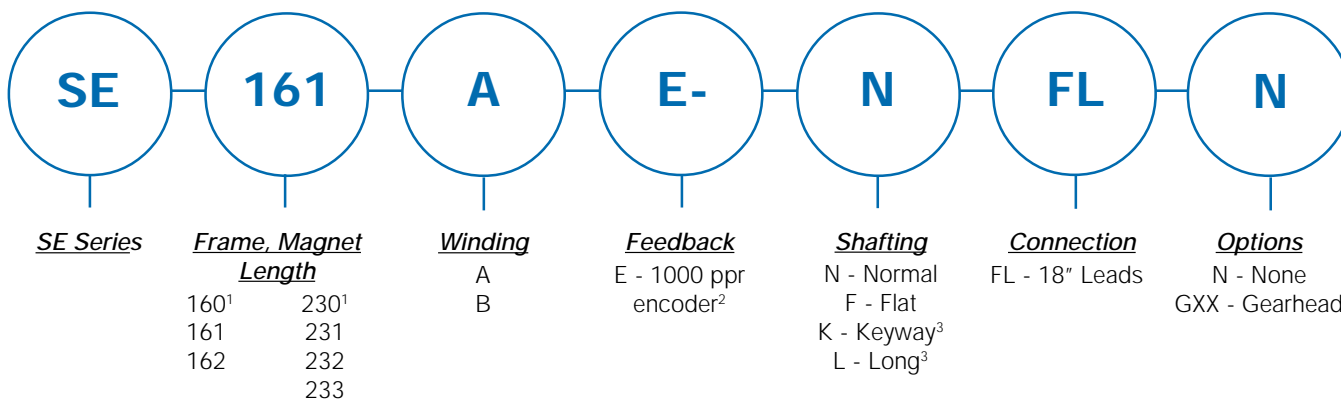 SE 161 A E- N FL N
SE Series
Frame, Magnet
Length
160¹ 230¹
161 231
162 232
233
Winding
A
B
Feedback
E - 1000 ppr
encoder²
Shafting
N - Normal
F - Flat
K - Keyway³
L - Long³
Connection
FL - 18" Leads
Options
N - None
GXX - Gearhead